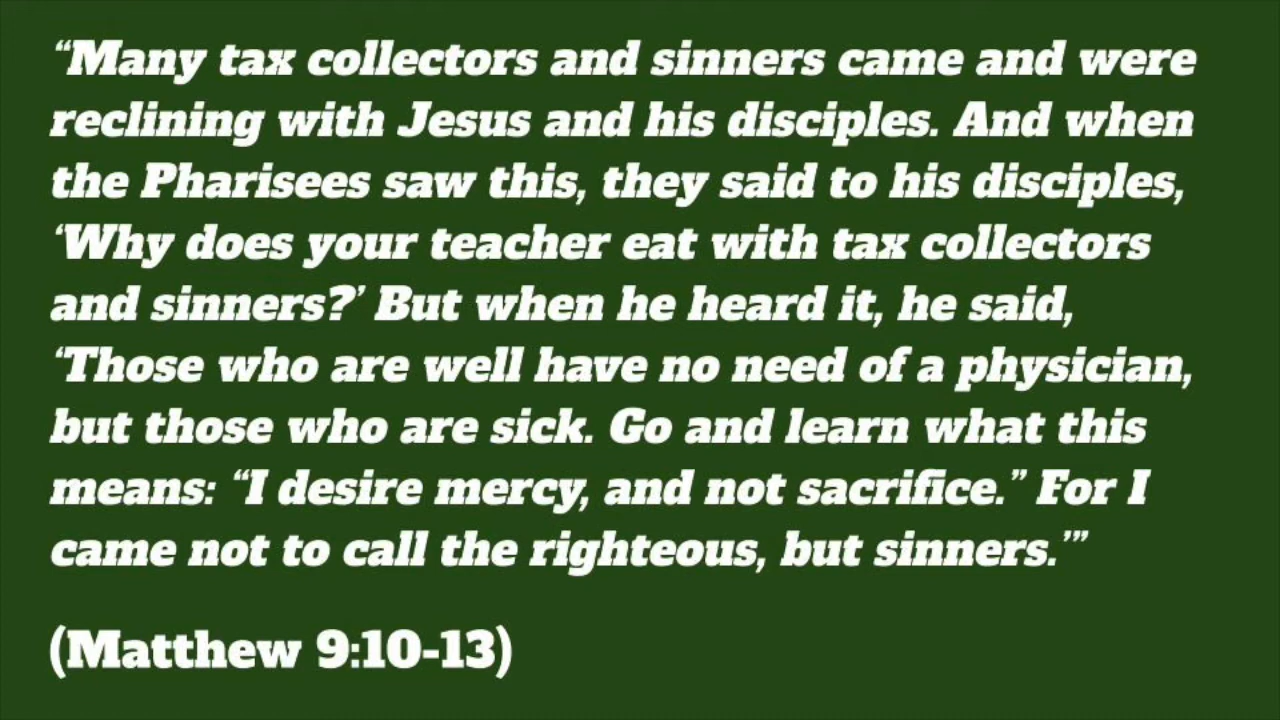 “Many tax collectors and sinners came and were
reclining with Jesus and his disciples. And when
the Pharisees saw this, they said to his disciples,
‘Why does your teacher eat with tax collectors
and sinners?’ But when he heard it, he said,
‘Those who are well have no need of a physician,
but those who are sick. Go and learn what this
means: “I desire mercy, and not sacrifice.” For I
came not to call the righteous, but sinners.’”
(Matthew 9:10-13)